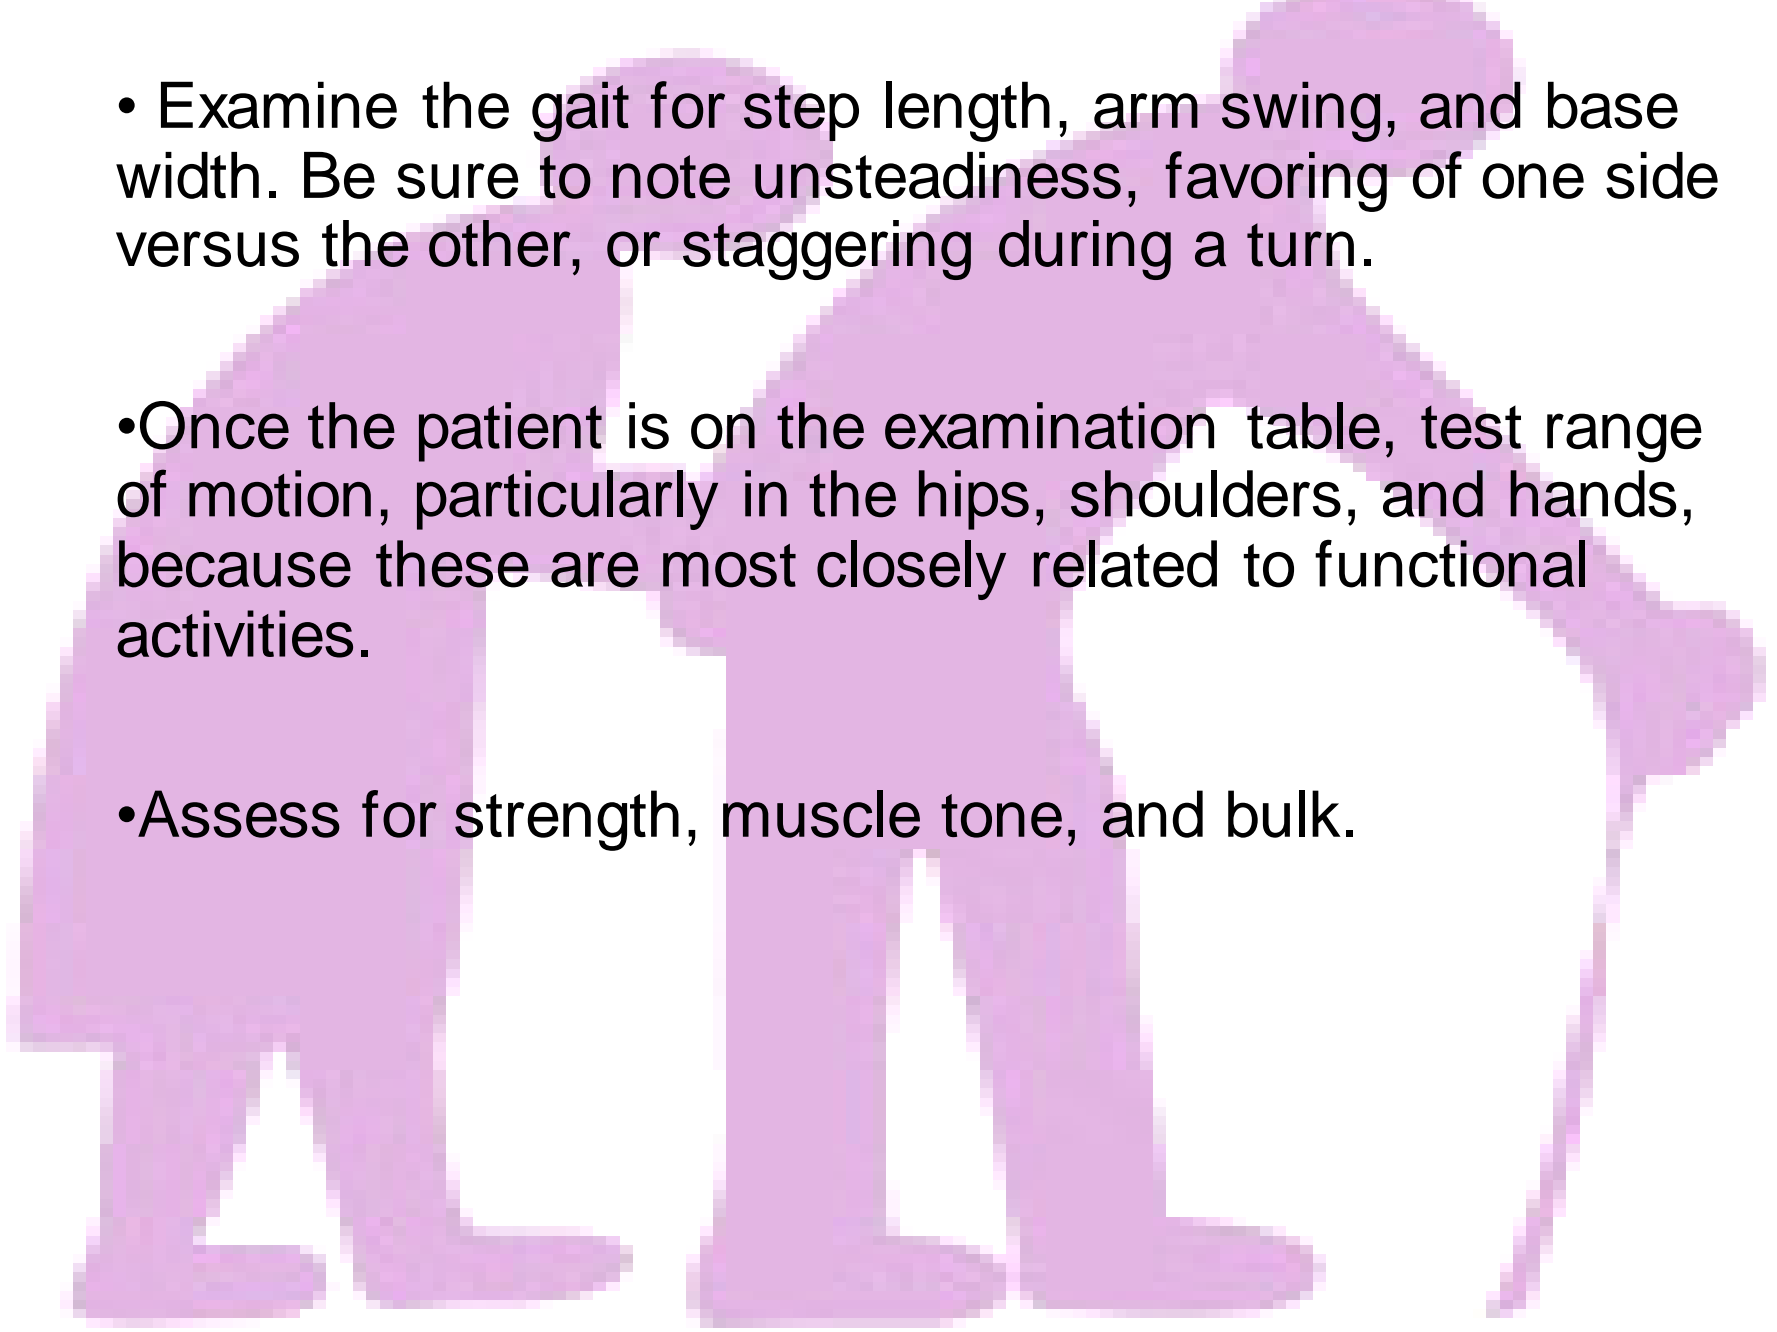 • Examine the gait for step length, arm swing, and base
width. Be sure to note unsteadiness, favoring of one side
versus the other, or staggering during a turn.
•Once the patient is on the examination table, test range
of motion, particularly in the hips, shoulders, and hands,
because these are most closely related to functional
activities.
•Assess for strength, muscle tone, and bulk.